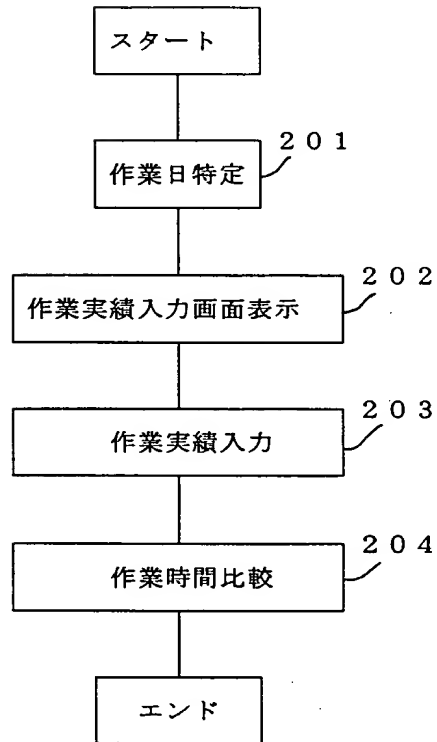 スタート
201
作業日特定
202
作業実績入力画面表示
203
作業実績入力
204
作業時間比較
エンド